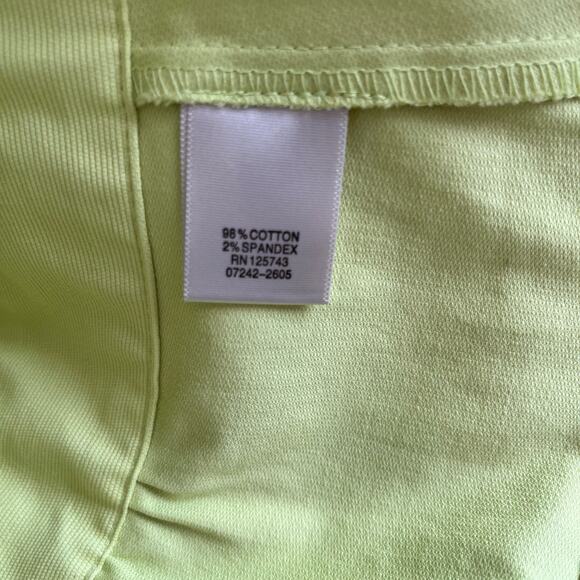 98% COTTON
2% SPANDEX
RN 125743
07242-2605